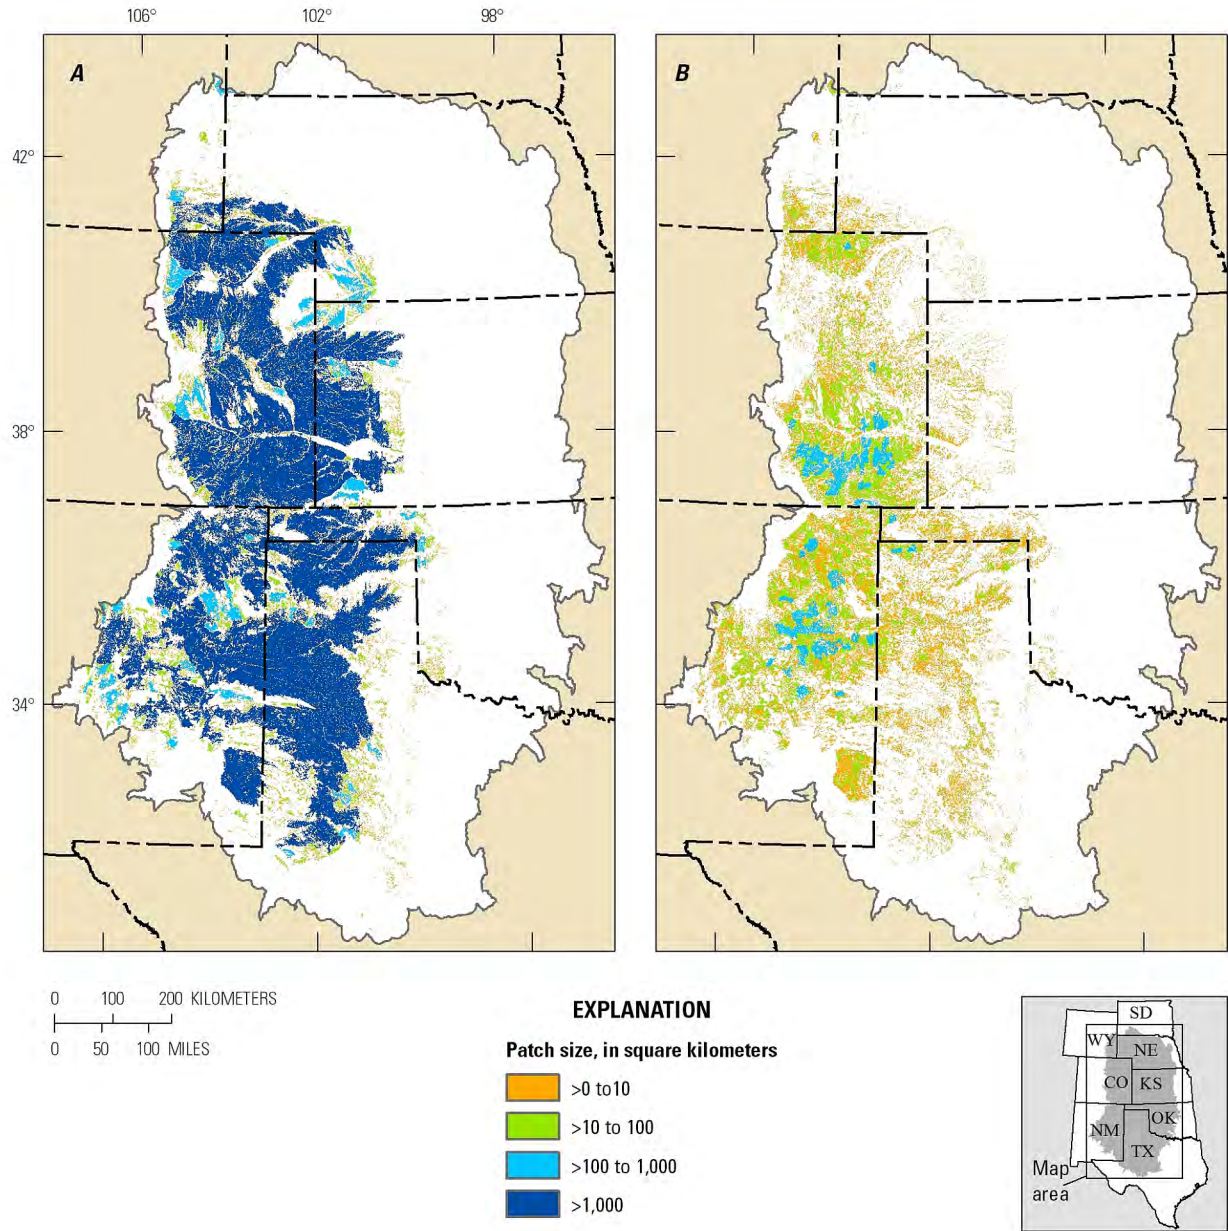 106° 102° 98°
A
B
42°
38°
34°
0 100 200 KILOMETERS
0 50 100 MILES
EXPLANATION
Patch size, in square kilometers
>0 to10
>10 to 100
>100 to 1,000
>1,000
SD
WY
NE
CO
KS
NM
OK
TX
Map
area